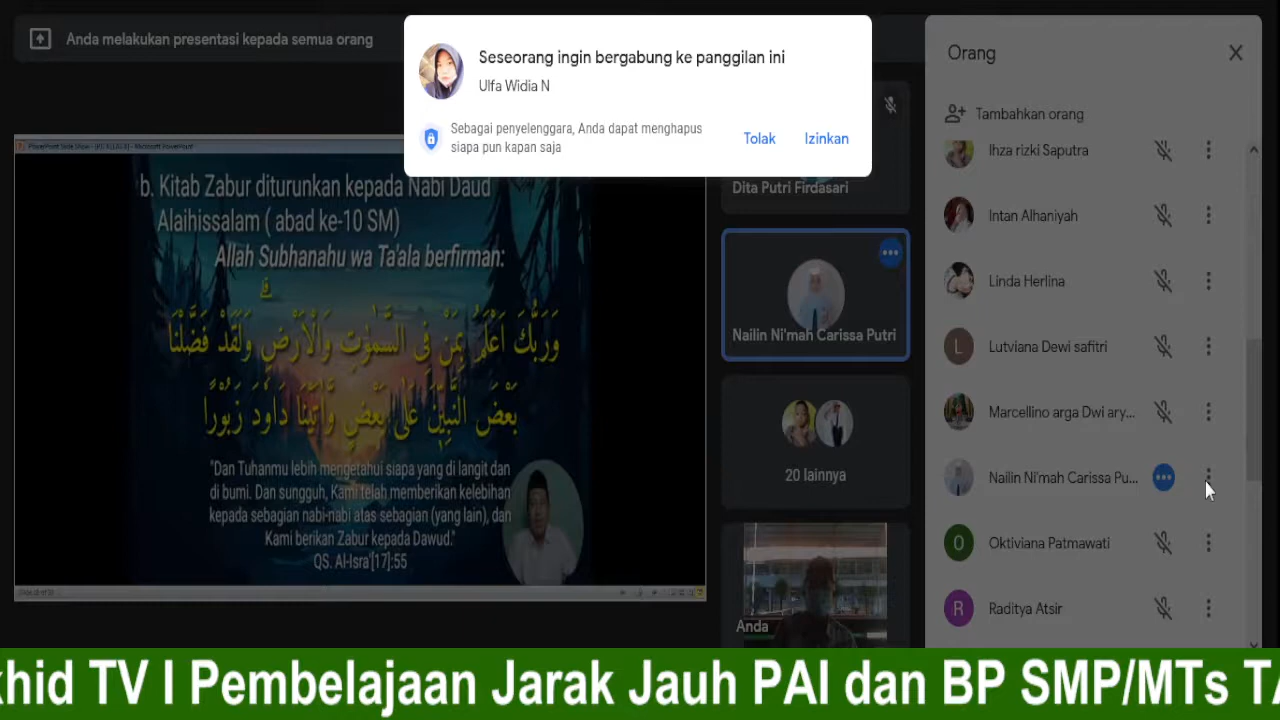 Anda melakukan presentasi kepada semua orang
Seseorang ingin bergabung ke panggilan ini
Ulfa Widia N
Sebagai penyelenggara, Anda dapat menghapus
siapa pun kapan saja
Tolak
Izinkan
PowerPoint Slide Show
Microsoft PowerPoint
b. Kitab Zabur diturunkan kepada Nabi Daud
Alaihissalam ( abad ke-10 SM)
Allah Subhanahu wa Ta'ala berfirman:
وَرَبُّكَ اَعْلَمُ بِمَنْ فِى السَّمٰوٰتِ وَالْاَرْضِۗ وَلَقَدْ فَضَّلْنَا
بَعْضَ النَّبِيّٖنَ عَلٰى بَعْضٍ وَّاٰتَيْنَا دَاوٗدَ زَبُوْرًا
"Dan Tuhanmu lebih mengetahui siapa yang di langit dan
di bumi. Dan sungguh, Kami telah memberikan kelebihan
kepada sebagian nabi-nabi atas sebagian (yang lain), dan
Kami berikan Zabur kepada Dawud."
QS. Al-Isra'[17]:55
Dita Putri Firdasari
Nailin Ni'mah Carissa Putri
20 lainnya
Anda
Orang
Tambahkan orang
Ihza rizki Saputra
Intan Alhaniyah
Linda Herlina
L
Lutviana Dewi safitri
Marcellino arga Dwi ary...
Nailin Ni'mah Carissa Pu...
O
Oktiviana Patmawati
R
Raditya Atsir
khid TV I Pembelajaan Jarak Jauh PAI dan BP SMP/MTs TA